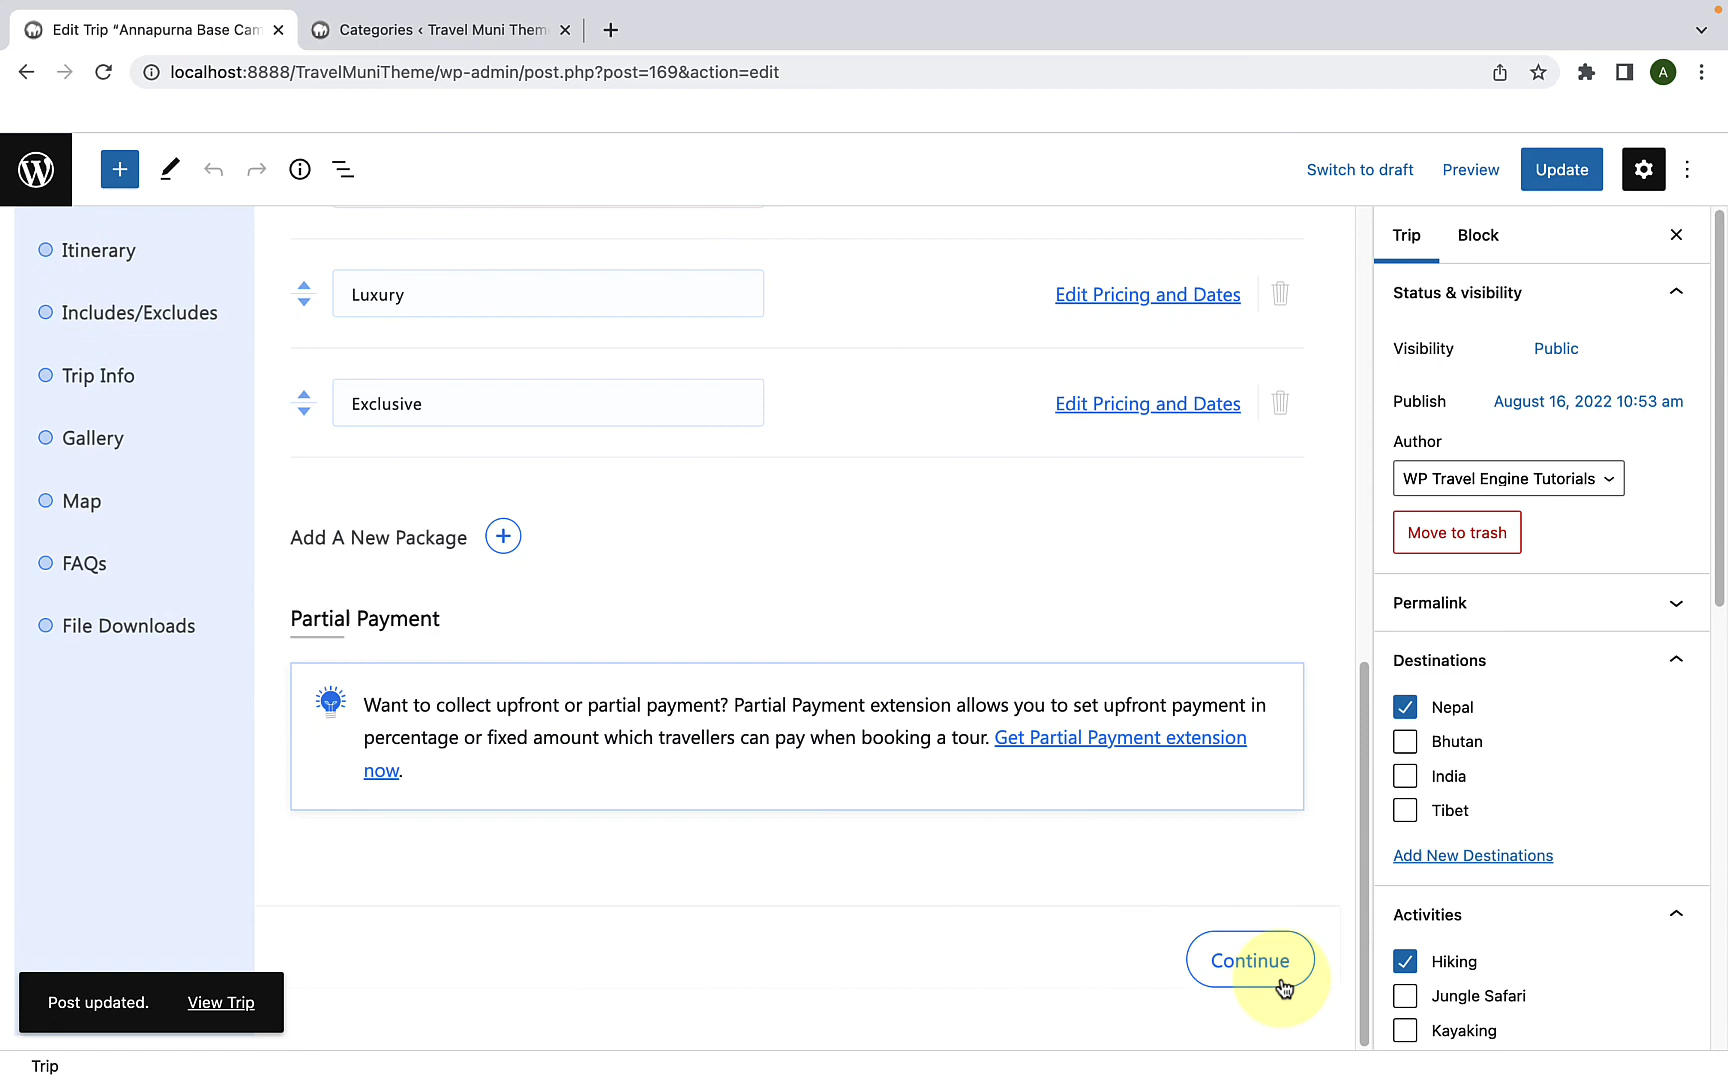 Edit Trip “Annapurna Base Cam
Categories ‹ Travel Muni Them
localhost:8888/TravelMuniTheme/wp-admin/post.php?post=169&action=edit
A
Switch to draft
Preview
Update
Itinerary
Includes/Excludes
Trip Info
Gallery
Map
FAQs
File Downloads
Luxury
Edit Pricing and Dates
Exclusive
Edit Pricing and Dates
Add A New Package
Partial Payment
Want to collect upfront or partial payment? Partial Payment extension allows you to set upfront payment in
percentage or fixed amount which travellers can pay when booking a tour. Get Partial Payment extension
now.
Continue
Post updated.
View Trip
Trip
Trip
Block
Status & visibility
Visibility
Public
Publish
August 16, 2022 10:53 am
Author
WP Travel Engine Tutorials
Move to trash
Permalink
Destinations
Nepal
Bhutan
India
Tibet
Add New Destinations
Activities
Hiking
Jungle Safari
Kayaking